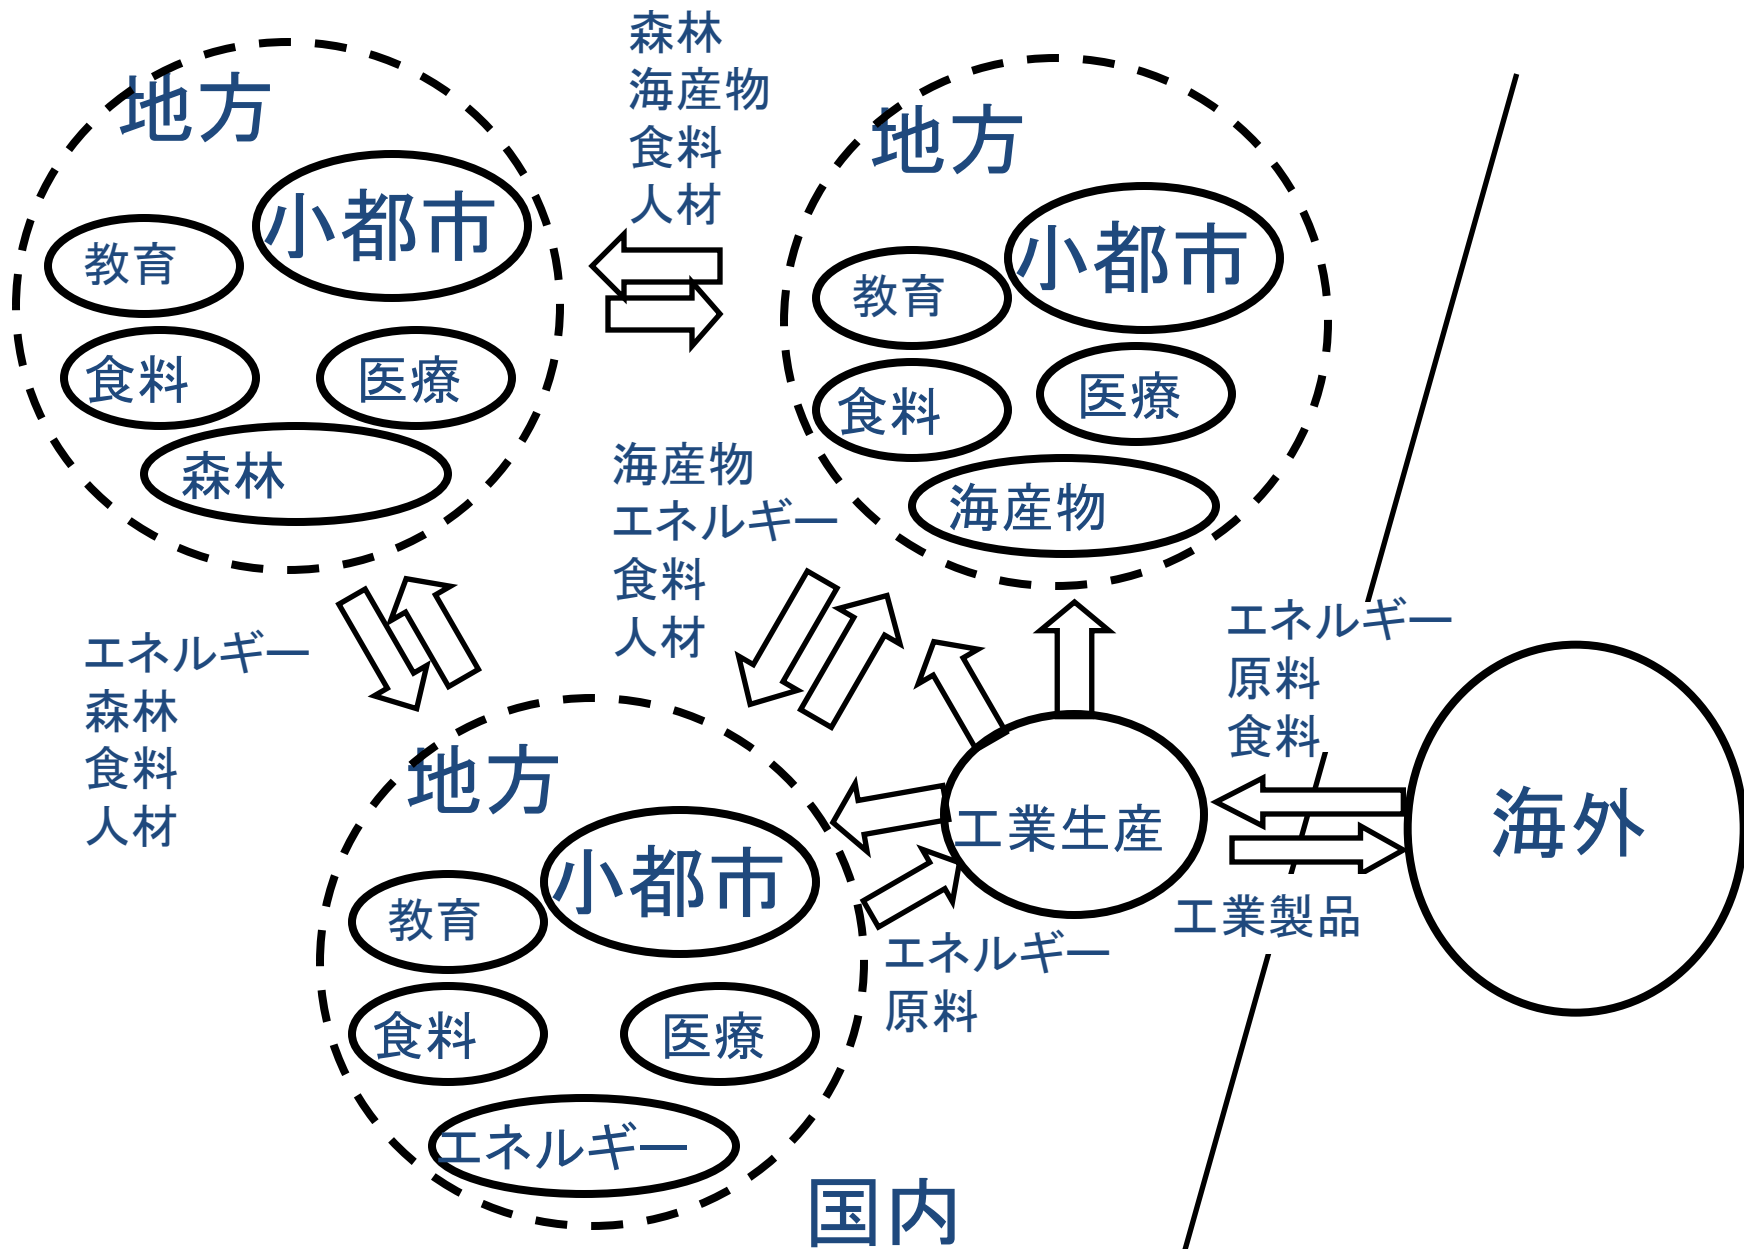 地方
小都市
教育
食料
医療
森林
森林
海産物
食料
人材
地方
小都市
教育
食料
医療
海産物
海産物
エネルギー
食料
人材
エネルギー
森林
食料
人材
地方
小都市
教育
食料
医療
エネルギー
工業生産
エネルギー
原料
エネルギー
原料
食料
工業製品
海外
国内